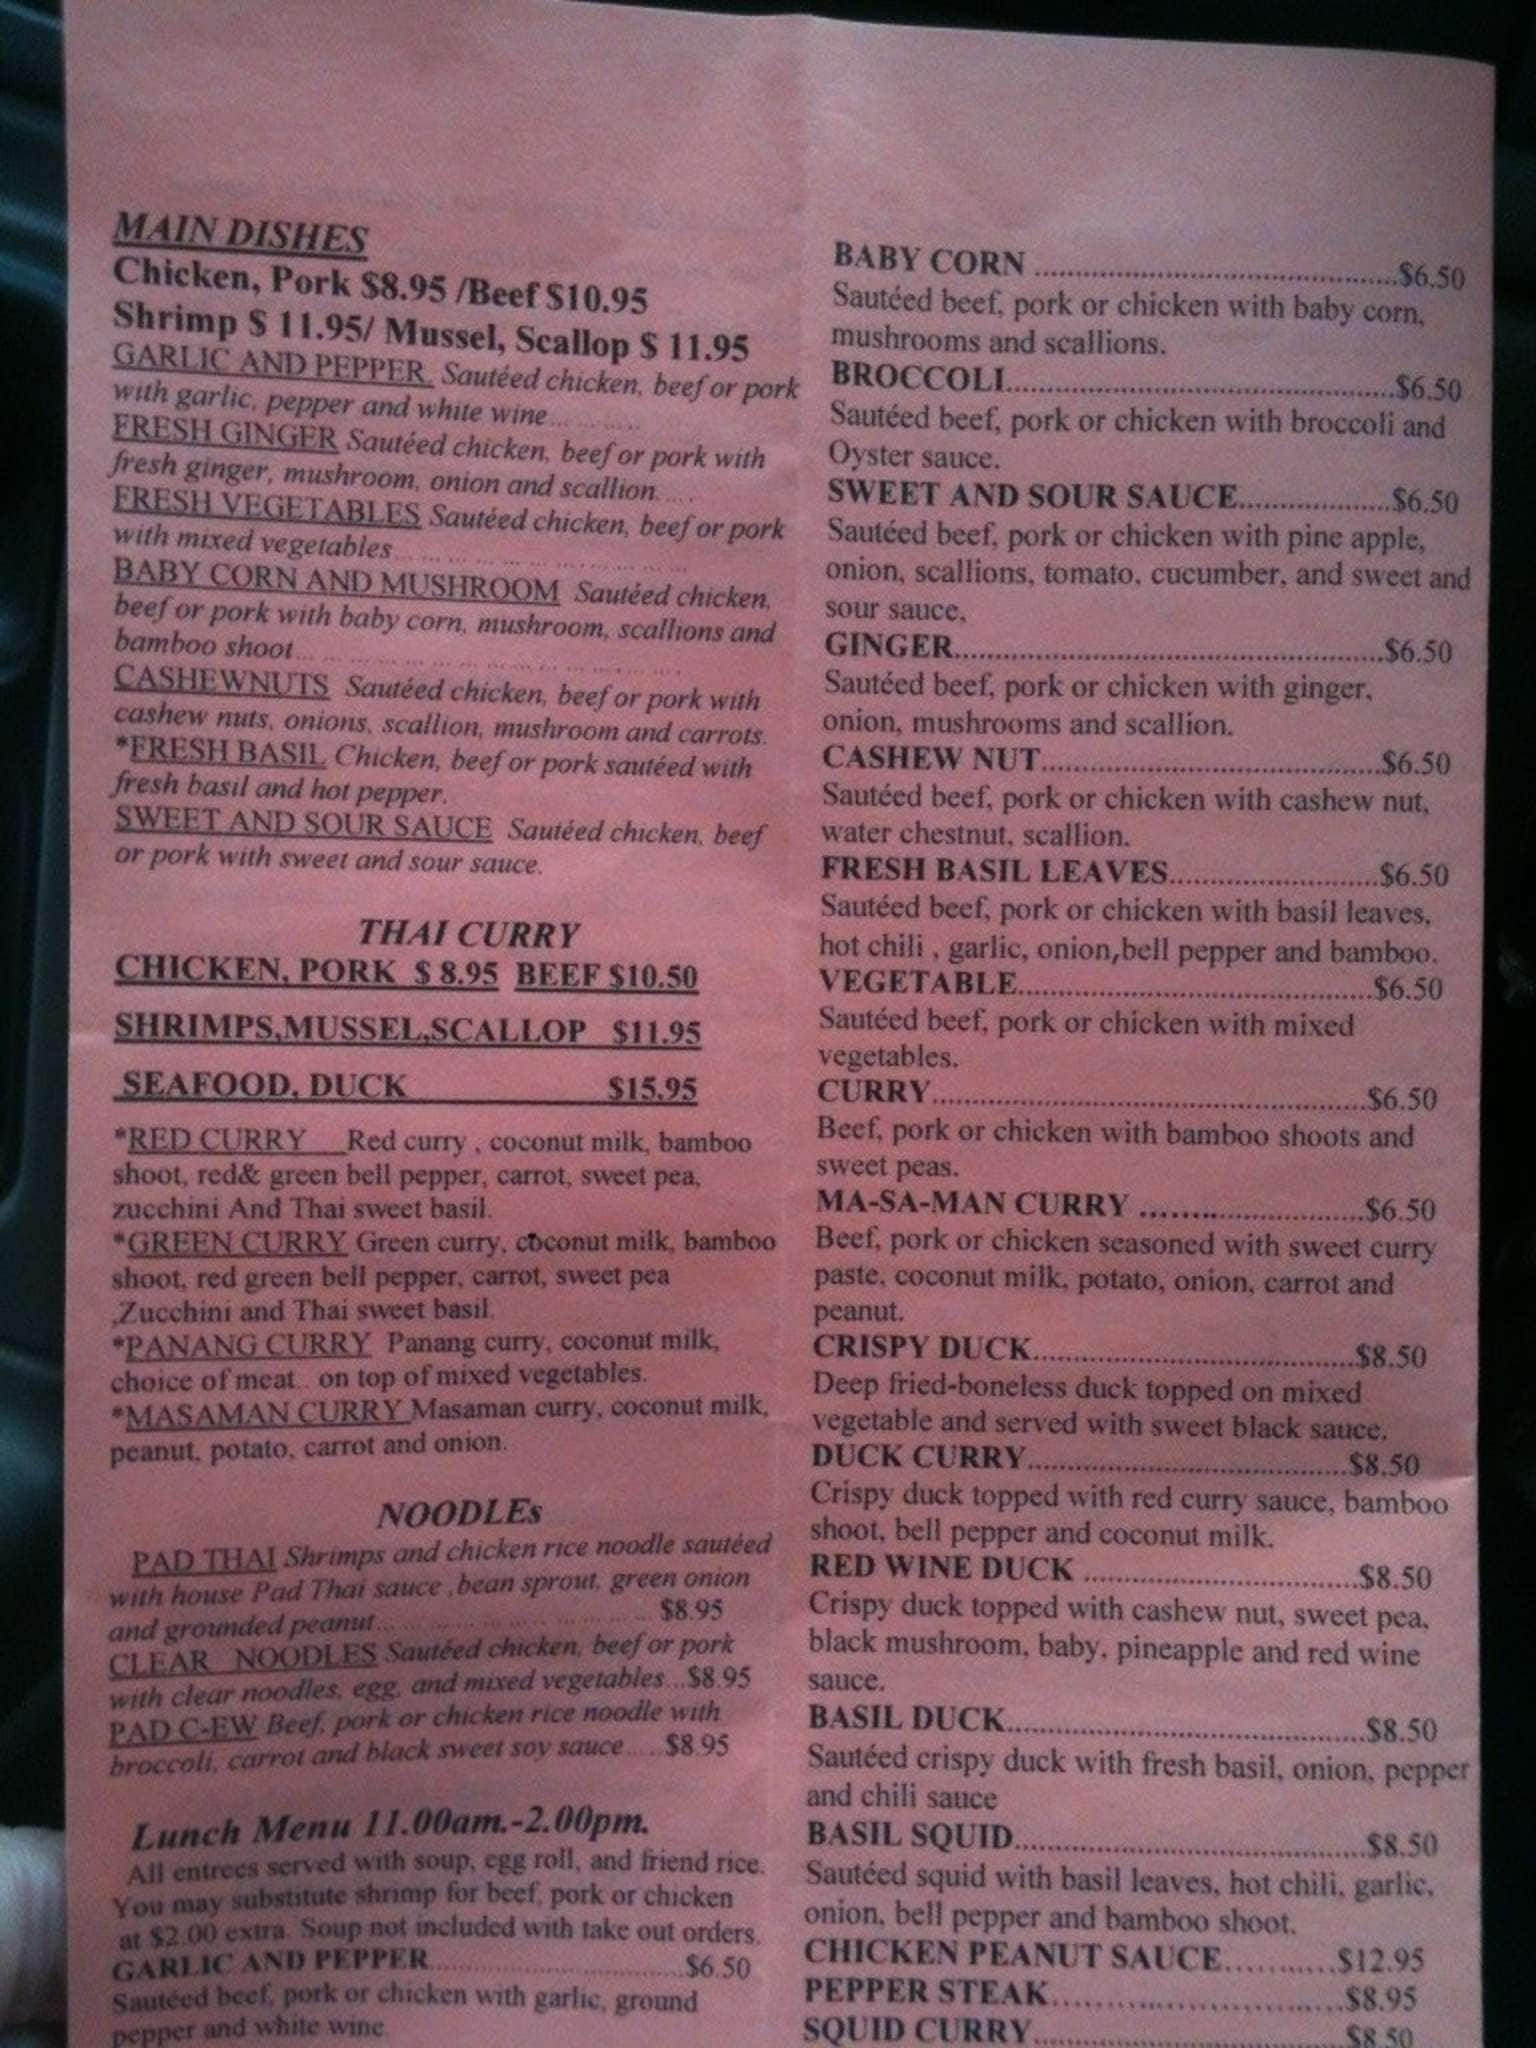 MAIN DISHES
Chicken, Pork $8.95 /Beef $10.95
Shrimp $ 11.95/ Mussel, Scallop $ 11.95
GARLIC AND PEPPER Sautéed chicken, beef or pork
with garlic, pepper and white wine............
FRESH GINGER Sautéed chicken, beef or pork with
fresh ginger, mushroom, onion and scallion.....
FRESH VEGETABLES Sautéed chicken, beef or pork
with mixed vegetables.................................
BABY CORN AND MUSHROOM Sautéed chicken,
beef or pork with baby corn, mushroom, scallions and
bamboo shoot..........................................
CASHEWNUTS Sautéed chicken, beef or pork with
cashew nuts, onions, scallion, mushroom and carrots.
*FRESH BASIL Chicken, beef or pork sautéed with
fresh basil and hot pepper.
SWEET AND SOUR SAUCE Sautéed chicken, beef
or pork with sweet and sour sauce.
THAI CURRY
CHICKEN, PORK $ 8.95 BEEF $10.50
SHRIMPS,MUSSEL,SCALLOP $11.95
SEAFOOD, DUCK $15.95
*RED CURRY Red curry , coconut milk, bamboo
shoot, red& green bell pepper, carrot, sweet pea,
zucchini And Thai sweet basil.
*GREEN CURRY Green curry, coconut milk, bamboo
shoot, red green bell pepper, carrot, sweet pea
,Zucchini and Thai sweet basil.
*PANANG CURRY Panang curry, coconut milk,
choice of meat.. on top of mixed vegetables.
*MASAMAN CURRY Masaman curry, coconut milk,
peanut, potato, carrot and onion.
NOODLEs
PAD THAI Shrimps and chicken rice noodle sautéed
with house Pad Thai sauce ,bean sprout, green onion
and grounded peanut.............................$8.95
CLEAR NOODLES Sautéed chicken, beef or pork
with clear noodles, egg, and mixed vegetables...$8.95
PAD C-EW Beef, pork or chicken rice noodle with
broccoli, carrot and black sweet soy sauce.....$8.95
Lunch Menu 11.00am.-2.00pm.
All entrees served with soup, egg roll, and friend rice.
You may substitute shrimp for beef, pork or chicken
at $2.00 extra. Soup not included with take out orders.
GARLIC AND PEPPER..............................$6.50
Sautéed beef, pork or chicken with garlic, ground
pepper and white wine.
BABY CORN .............................................$6.50
Sautéed beef, pork or chicken with baby corn,
mushrooms and scallions.
BROCCOLI................................................$6.50
Sautéed beef, pork or chicken with broccoli and
Oyster sauce.
SWEET AND SOUR SAUCE...................$6.50
Sautéed beef, pork or chicken with pine apple,
onion, scallions, tomato, cucumber, and sweet and
sour sauce,
GINGER.....................................................$6.50
Sautéed beef, pork or chicken with ginger,
onion, mushrooms and scallion.
CASHEW NUT..........................................$6.50
Sautéed beef, pork or chicken with cashew nut,
water chestnut, scallion.
FRESH BASIL LEAVES..........................$6.50
Sautéed beef, pork or chicken with basil leaves,
hot chili , garlic, onion,bell pepper and bamboo.
VEGETABLE............................................$6.50
Sautéed beef, pork or chicken with mixed
vegetables.
CURRY......................................................$6.50
Beef, pork or chicken with bamboo shoots and
sweet peas.
MA-SA-MAN CURRY ............................$6.50
Beef, pork or chicken seasoned with sweet curry
paste, coconut milk, potato, onion, carrot and
peanut.
CRISPY DUCK........................................$8.50
Deep fried-boneless duck topped on mixed
vegetable and served with sweet black sauce.
DUCK CURRY........................................$8.50
Crispy duck topped with red curry sauce, bamboo
shoot, bell pepper and coconut milk.
RED WINE DUCK ..................................$8.50
Crispy duck topped with cashew nut, sweet pea,
black mushroom, baby, pineapple and red wine
sauce.
BASIL DUCK.............................................$8.50
Sautéed crispy duck with fresh basil, onion, pepper
and chili sauce
BASIL SQUID............................................$8.50
Sautéed squid with basil leaves, hot chili, garlic,
onion, bell pepper and bamboo shoot.
CHICKEN PEANUT SAUCE...........$12.95
PEPPER STEAK................................$8.95
SQUID CURRY..................................$8.50